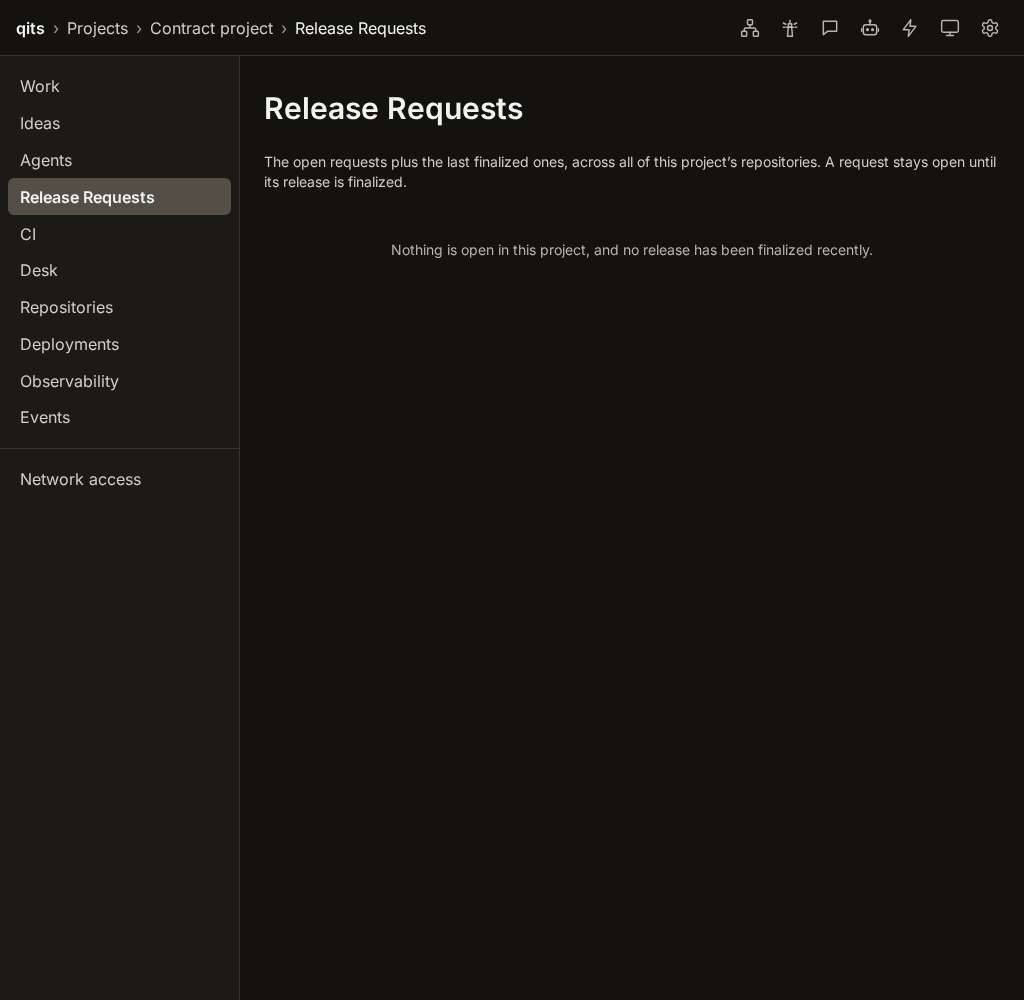 qits › Projects › Contract project › Release Requests
Work
Ideas
Agents
Release Requests
CI
Desk
Repositories
Deployments
Observability
Events
Network access
Release Requests
The open requests plus the last finalized ones, across all of this project’s repositories. A request stays open until
its release is finalized.
Nothing is open in this project, and no release has been finalized recently.